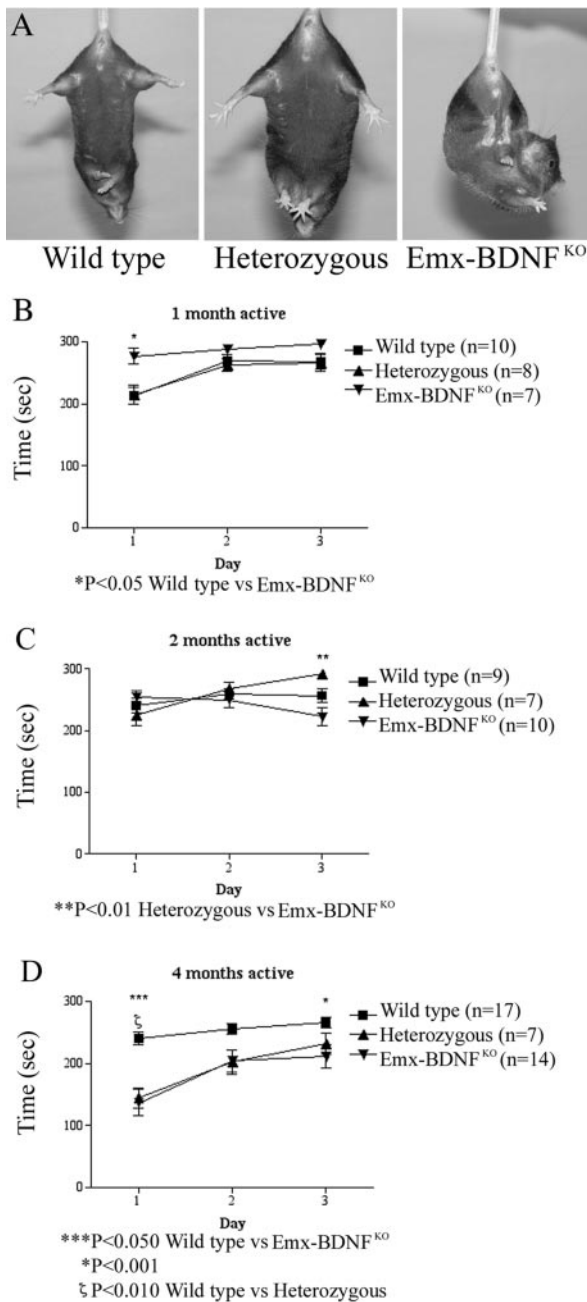 A
Wild type Heterozygous Emx-BDNF^KO
B
1 month active
Time (sec)
300
200
100
0
*
1 2 3
Day
Wild type (n=10)
Heterozygous (n=8)
Emx-BDNF^KO (n=7)
*P<0.05 Wild type vs Emx-BDNF^KO
C
2 months active
Time (sec)
300
200
100
0
**
1 2 3
Day
Wild type (n=9)
Heterozygous (n=7)
Emx-BDNF^KO (n=10)
**P<0.01 Heterozygous vs Emx-BDNF^KO
D
4 months active
Time (sec)
300
200
100
0
***
ζ
*
1 2 3
Day
Wild type (n=17)
Heterozygous (n=7)
Emx-BDNF^KO (n=14)
***P<0.050 Wild type vs Emx-BDNF^KO
*P<0.001
ζ P<0.010 Wild type vs Heterozygous